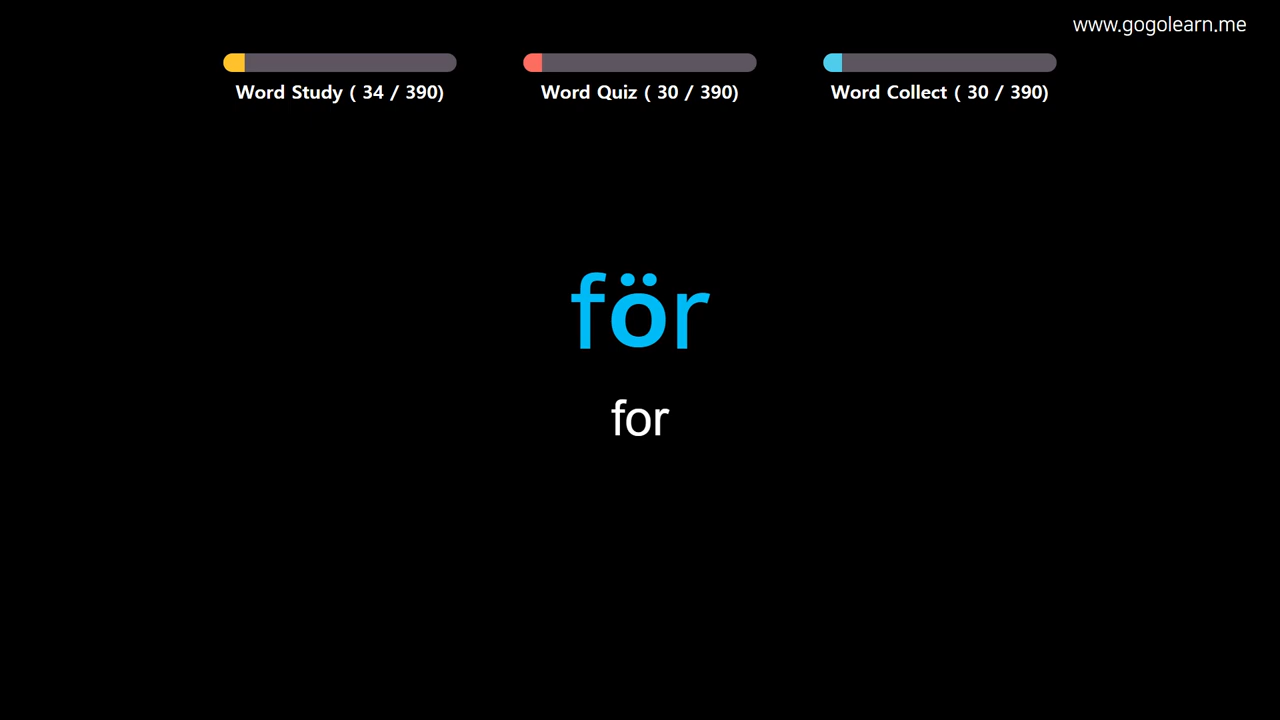 www.gogolearn.me
Word Study ( 34 / 390)
Word Quiz ( 30 / 390)
Word Collect ( 30 / 390)
för
for